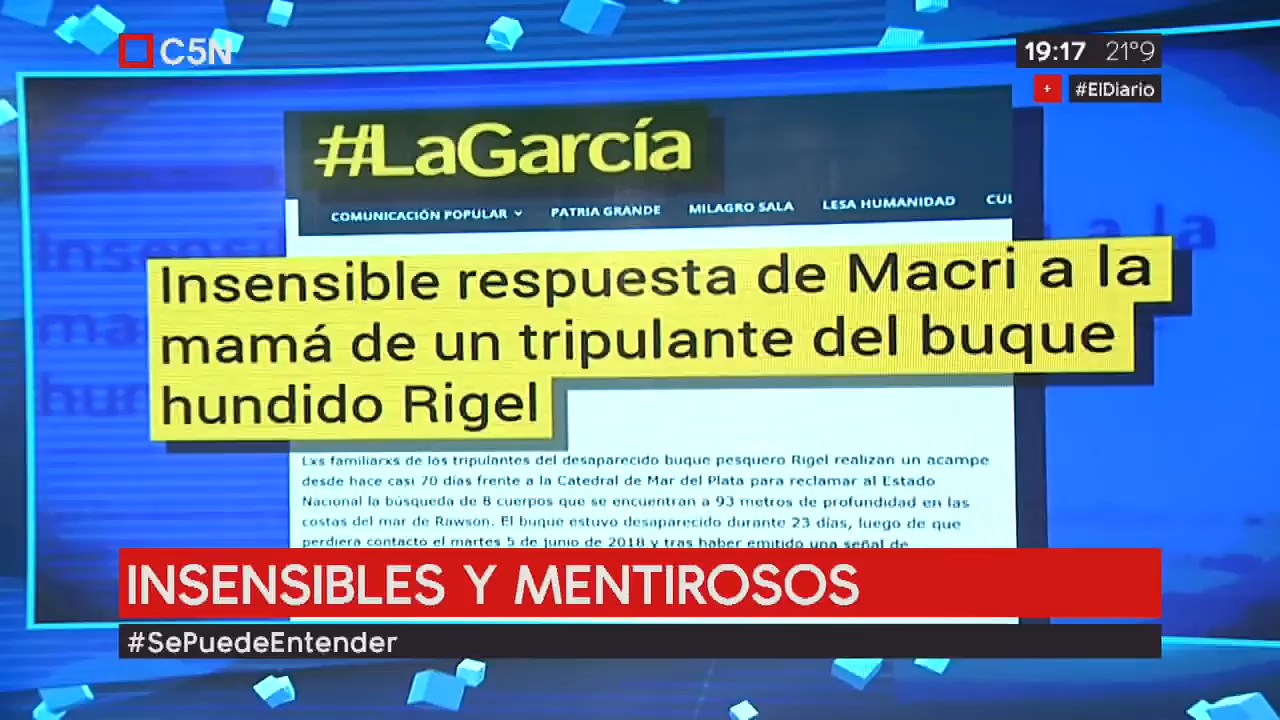 C5N
19:17 21°9
+ #ElDiario
#LaGarcía
COMUNICACIÓN POPULAR PATRIA GRANDE MILAGRO SALA LESA HUMANIDAD
Insensible respuesta de Macri a la
mamá de un tripulante del buque
hundido Rigel
Lxs familiarxs de los tripulantes del desaparecido buque pesquero Rigel realizan un acampe
desde hace casi 70 días frente a la Catedral de Mar del Plata para reclamar al Estado
Nacional la búsqueda de 8 cuerpos que se encuentran a 93 metros de profundidad en las
costas del mar de Rawson. El buque estuvo desaparecido durante 23 días, luego de que
perdiera contacto el martes 5 de junio de 2018 y tras haber emitido una señal de
INSENSIBLES Y MENTIROSOS
#SePuedeEntender